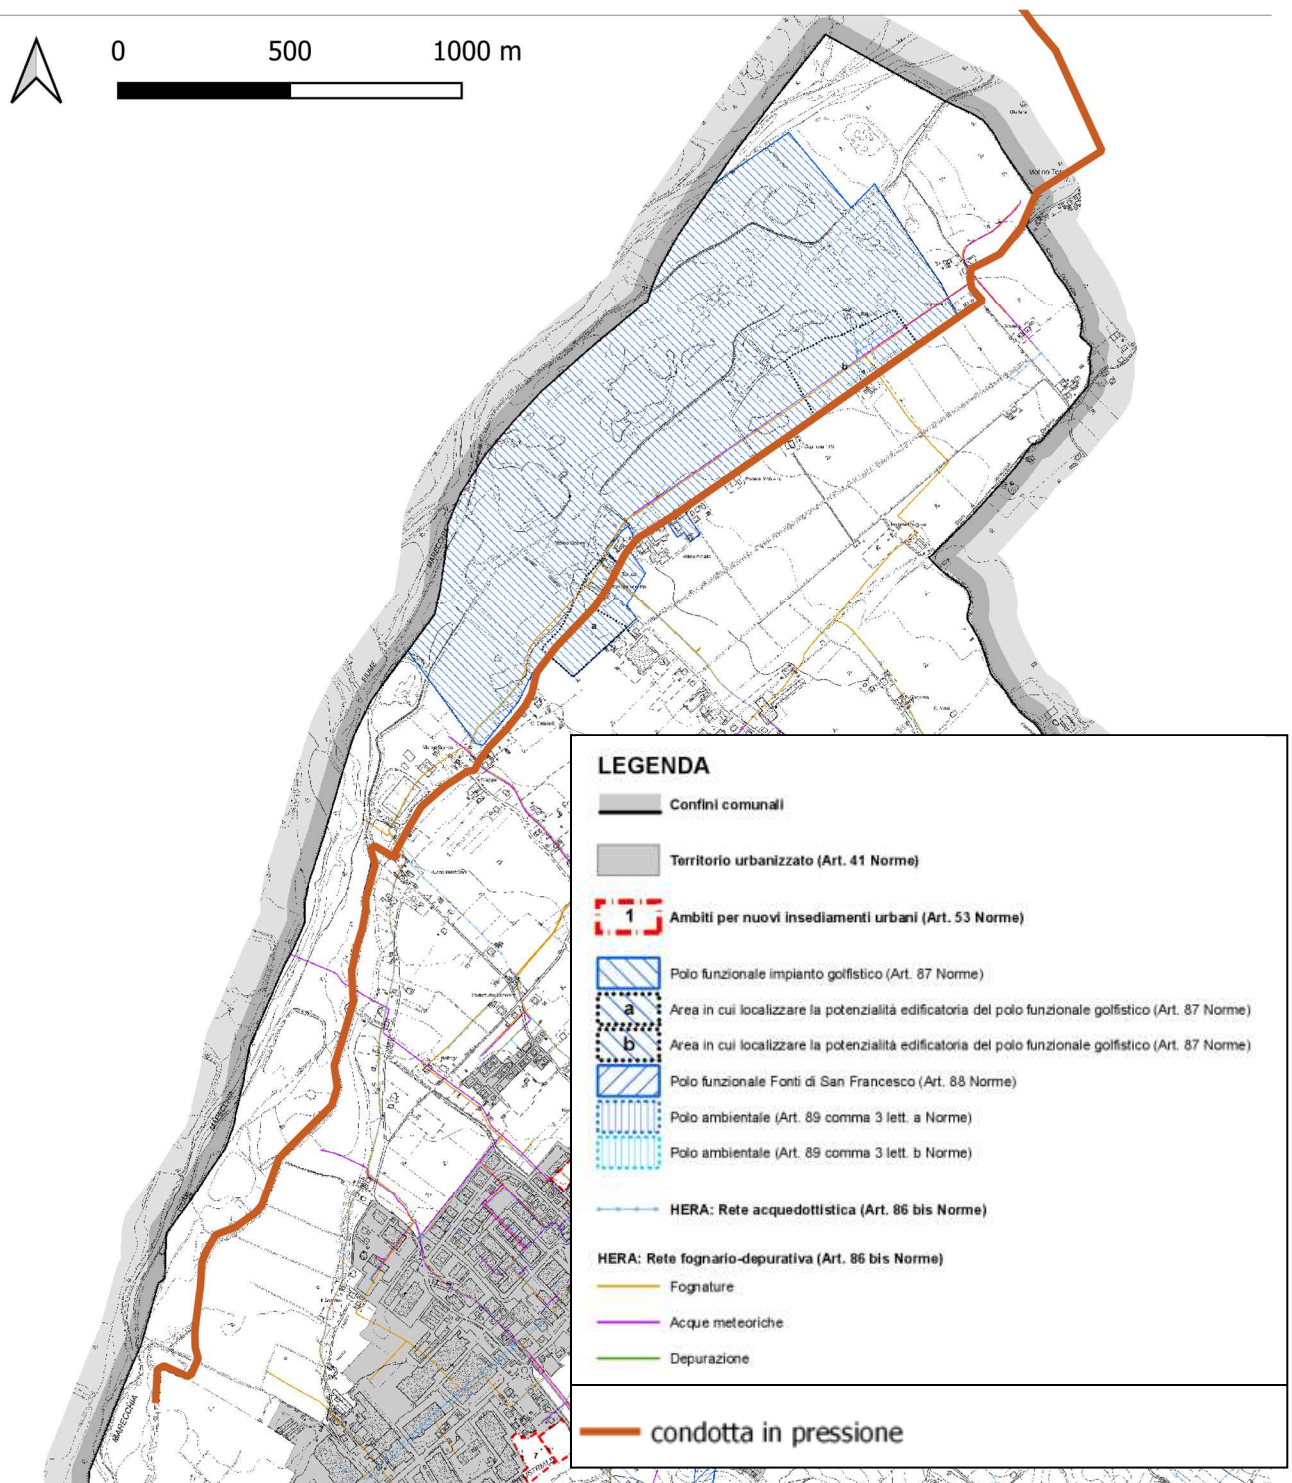 0 500 1000 m
b
a
MARECCHIA
LEGENDA
Confini comunali
Territorio urbanizzato (Art. 41 Norme)
1 Ambiti per nuovi insediamenti urbani (Art. 53 Norme)
Polo funzionale impianto golfistico (Art. 87 Norme)
a Area in cui localizzare la potenzialità edificatoria del polo funzionale golfistico (Art. 87 Norme)
b Area in cui localizzare la potenzialità edificatoria del polo funzionale golfistico (Art. 87 Norme)
Polo funzionale Fonti di San Francesco (Art. 88 Norme)
Polo ambientale (Art. 89 comma 3 lett. a Norme)
Polo ambientale (Art. 89 comma 3 lett. b Norme)
HERA: Rete acquedottistica (Art. 86 bis Norme)
HERA: Rete fognario-depurativa (Art. 86 bis Norme)
Fognature
Acque meteoriche
Depurazione
condotta in pressione